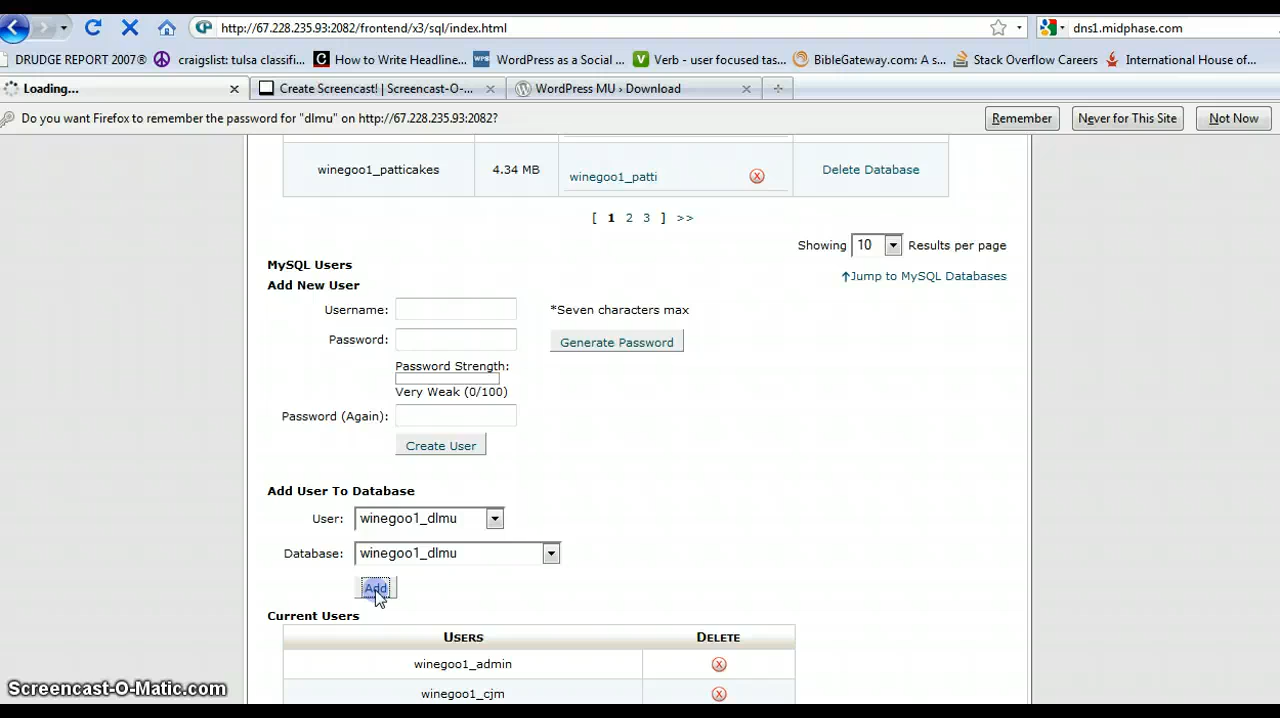 http://67.228.235.93:2082/frontend/x3/sql/index.html
dns1.midphase.com
DRUDGE REPORT 2007® craigslist: tulsa classifi... How to Write Headline... WordPress as a Social ... Verb - user focused tas... BibleGateway.com: A s... Stack Overflow Careers International House of...
Loading... Create Screencast! | Screencast-O-... WordPress MU › Download
Do you want Firefox to remember the password for "dlmu" on http://67.228.235.93:2082? Remember Never for This Site Not Now
winegoo1_patticakes 4.34 MB winegoo1_patti Delete Database
[ 1 2 3 ] >>
Showing 10 Results per page
MySQL Users
↑Jump to MySQL Databases
Add New User
Username: *Seven characters max
Password: Generate Password
Password Strength:
Very Weak (0/100)
Password (Again):
Create User
Add User To Database
User: winegoo1_dlmu
Database: winegoo1_dlmu
Add
Current Users
USERS DELETE
winegoo1_admin
winegoo1_cjm
Screencast-O-Matic.com